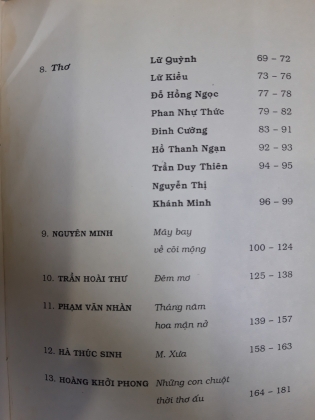 8. Thơ Lữ Quỳnh 69 – 72
Lữ Kiều 73 – 76
Đỗ Hồng Ngọc 77 – 78
Phan Như Thức 79 – 82
Đinh Cường 83 – 91
Hồ Thanh Ngạn 92 – 93
Trần Duy Thiên 94 – 95
Nguyễn Thị
Khánh Minh 96 – 99
9. NGUYÊN MINH Mây bay
về cõi mộng 100 – 124
10. TRẦN HOÀI THƯ Đêm mơ 125 – 138
11. PHẠM VĂN NHÀN Tháng năm
hoa mận nở 139 – 157
12. HÀ THÚC SINH M. Xưa 158 – 163
13. HOÀNG KHỞI PHONG Những con chuột
thời thơ ấu 164 – 181